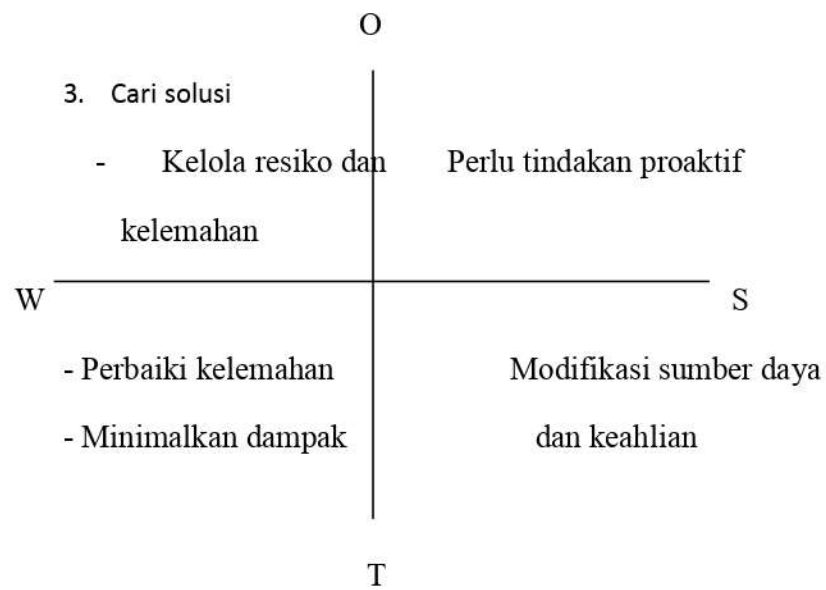 O
3. Cari solusi
- Kelola resiko dan
kelemahan
Perlu tindakan proaktif
W
S
- Perbaiki kelemahan
- Minimalkan dampak
Modifikasi sumber daya
dan keahlian
T